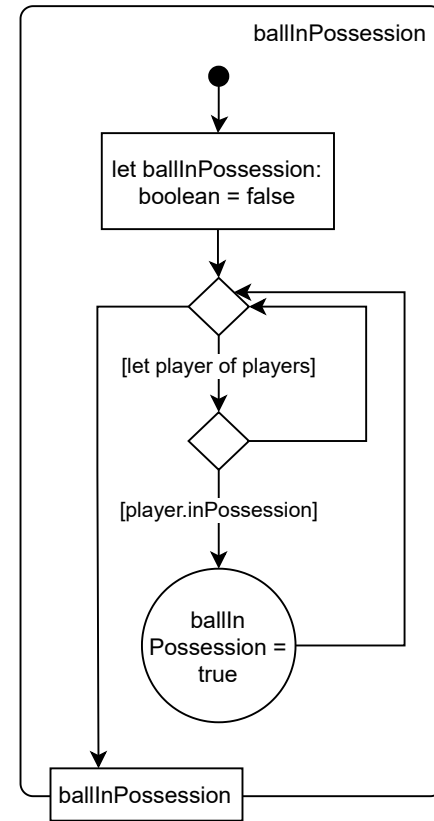 ballInPossession
let ballInPossession:
boolean = false
[let player of players]
[player.inPossession]
ballIn
Possession =
true
ballInPossession